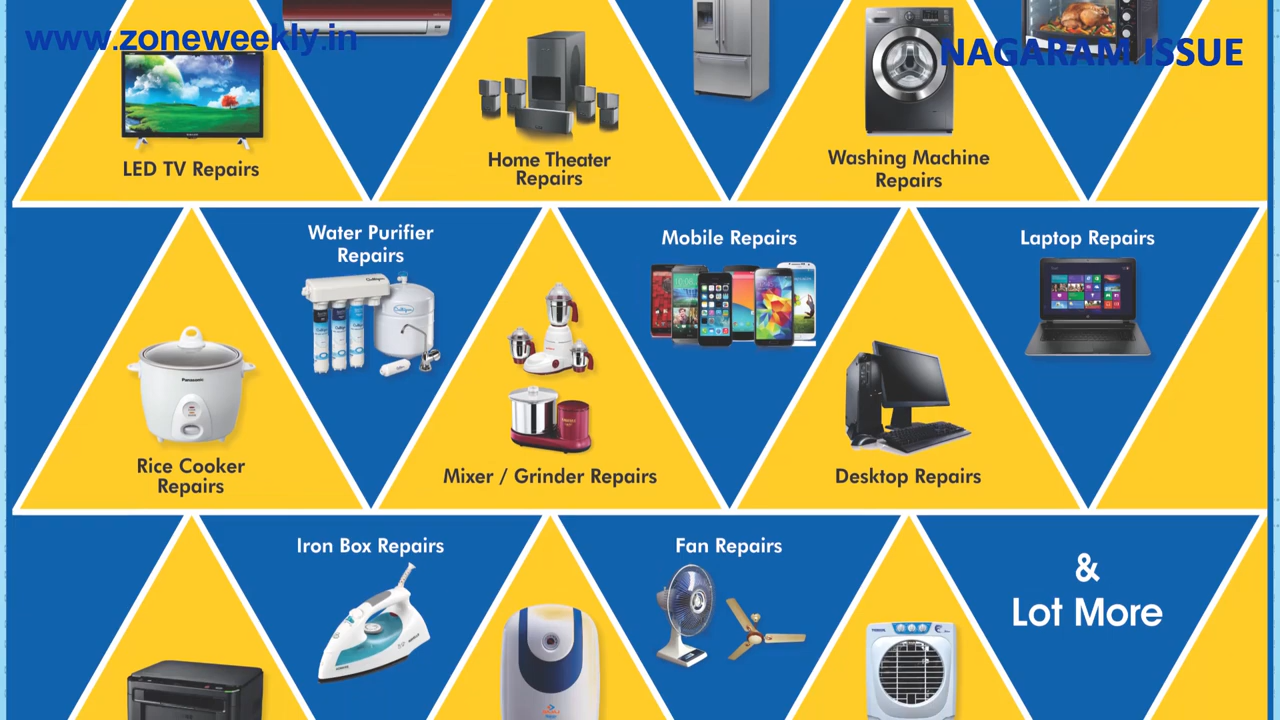 www.zoneweekly.in
NAGARAM ISSUE
LED TV Repairs
Home Theater
Repairs
Washing Machine
Repairs
Water Purifier
Repairs
Mobile Repairs
Laptop Repairs
Panasonic
Rice Cooker
Repairs
Mixer / Grinder Repairs
Desktop Repairs
Iron Box Repairs
Fan Repairs
&
Lot More